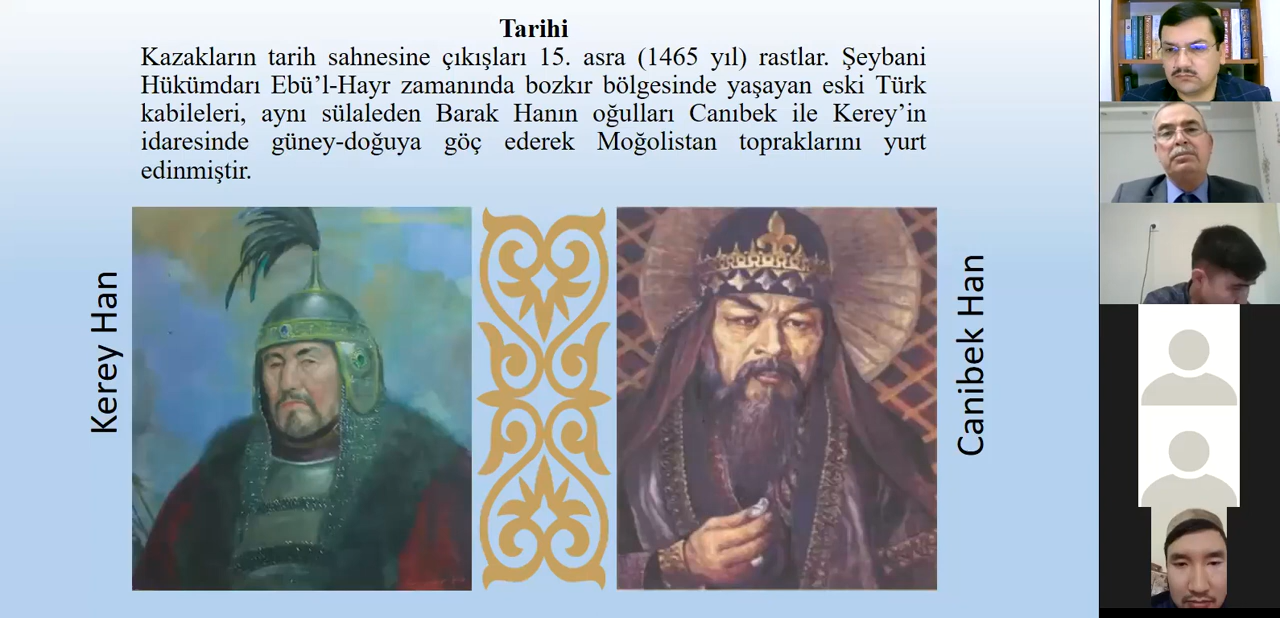 Tarihi
Kazakların tarih sahnesine çıkışları 15. asra (1465 yıl) rastlar. Şeybani
Hükümdarı Ebü’l-Hayr zamanında bozkır bölgesinde yaşayan eski Türk
kabileleri, aynı sülaleden Barak Hanın oğulları Canıbek ile Kerey’in
idaresinde güney-doğuya göç ederek Moğolistan topraklarını yurt
edinmiştir.
Kerey Han
Canibek Han